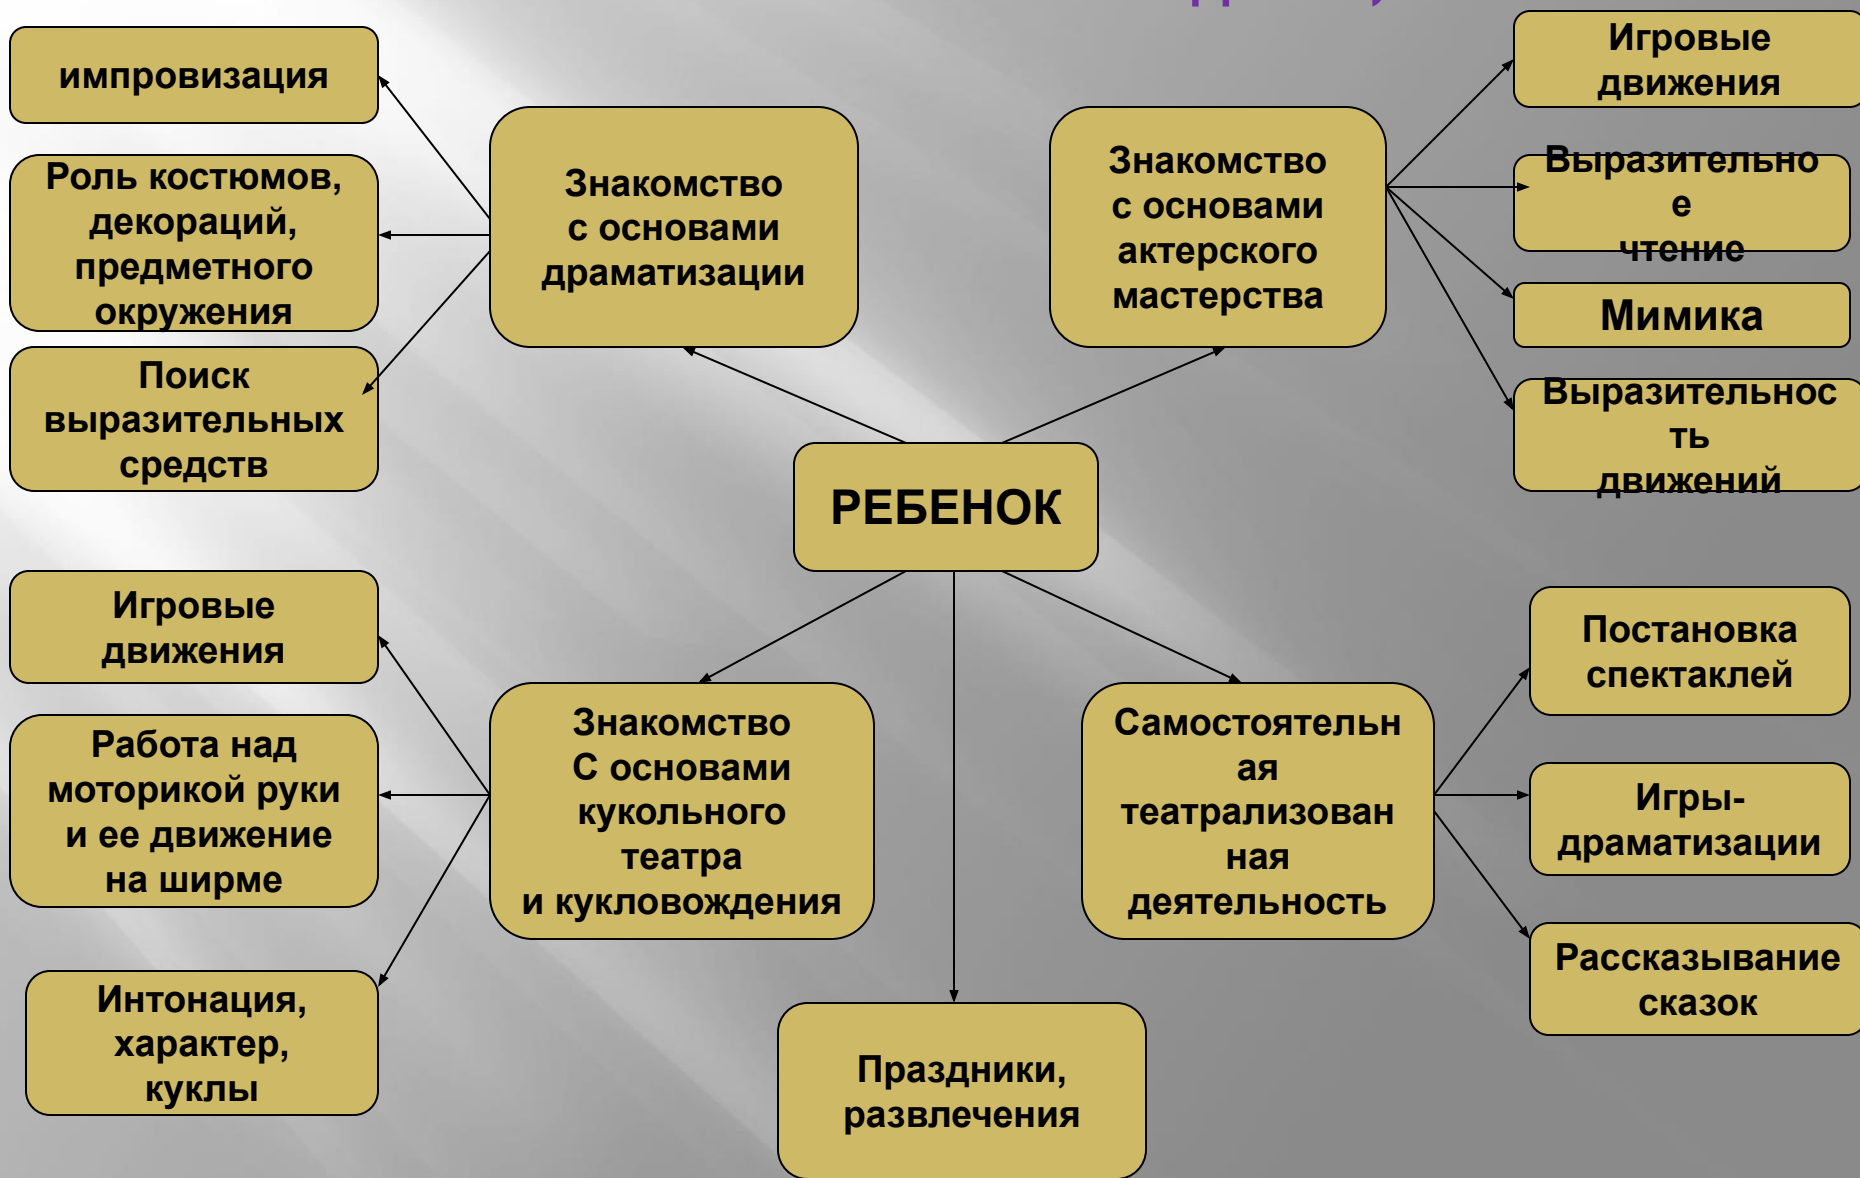 импровизация
Роль костюмов,
декораций,
предметного
окружения
Поиск
выразительных
средств
Знакомство
с основами
драматизации
Знакомство
с основами
актерского
мастерства
Игровые
движения
Выразительно
е
чтение
Мимика
Выразительнос
ть
движений
РЕБЕНОК
Игровые
движения
Работа над
моторикой руки
и ее движение
на ширме
Интонация,
характер,
куклы
Знакомство
С основами
кукольного
театра
и кукловождения
Праздники,
развлечения
Самостоятельн
ая
театрализован
ная
деятельность
Постановка
спектаклей
Игры-
драматизации
Рассказывание
сказок